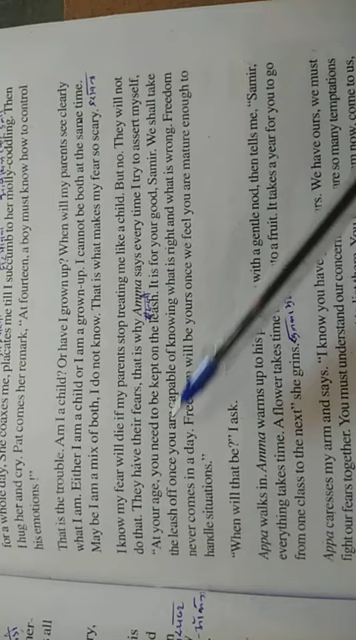 for a whole day. She coaxes me, placates me till I succumb to her molly-coddling. Then
I hug her and cry. Pat comes her remark. "At fourteen, a boy must know how to control
his emotions !"
That is the trouble. Am I a child? Or have I grown up? When will my parents see clearly
what I am. Either I am a child or I am a grown-up. I cannot be both at the same time.
May be I am a mix of both, I do not know. That is what makes my fear so scary.
I know my fear will die if my parents stop treating me like a child. But no. They will not
do that. They have their fears, that is why Amma says every time I try to assert myself,
"At your age, you need to be kept on the leash. It is for your good, Samir. We shall take
the leash off once you are capable of knowing what is right and what is wrong. Freedom
never comes in a day. will be yours once we feel you are mature enough to
handle situations."
"When will that be?" I ask.
Appa walks in. Amma warms up to his with a gentle nod, then tells me, "Samir,
everything takes time. A flower takes time to a fruit. It takes a year for you to go
from one class to the next" she grins.
Appa caresses my arm and says. "I know you have We have ours, we must
fight our fears together. You must understand our are so many temptations
come to us,